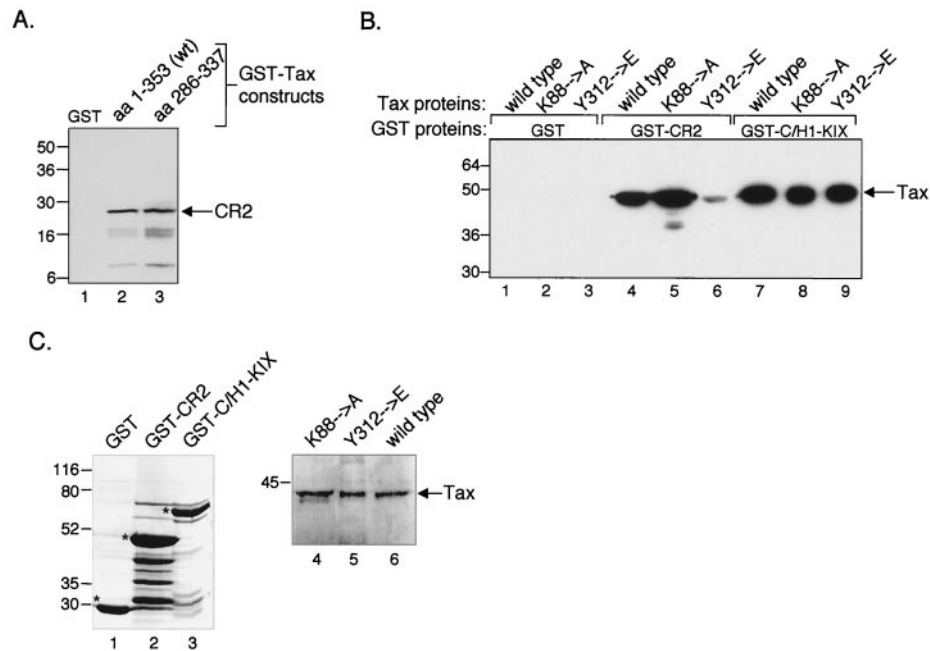 A.
GST
aa 1-353 (wt)
aa 286-337
GST-Tax
constructs
50
36
30
16
6
CR2
1 2 3
B.
Tax proteins: wild type K88-->A Y312-->E wild type K88-->A Y312-->E wild type K88-->A Y312-->E
GST proteins: GST GST-CR2 GST-C/H1-KIX
64
50
36
30
Tax
1 2 3 4 5 6 7 8 9
C.
GST
GST-CR2
GST-C/H1-KIX
116
80
52
35
30
*
*
*
1 2 3
K88-->A
Y312-->E
wild type
45
Tax
4 5 6